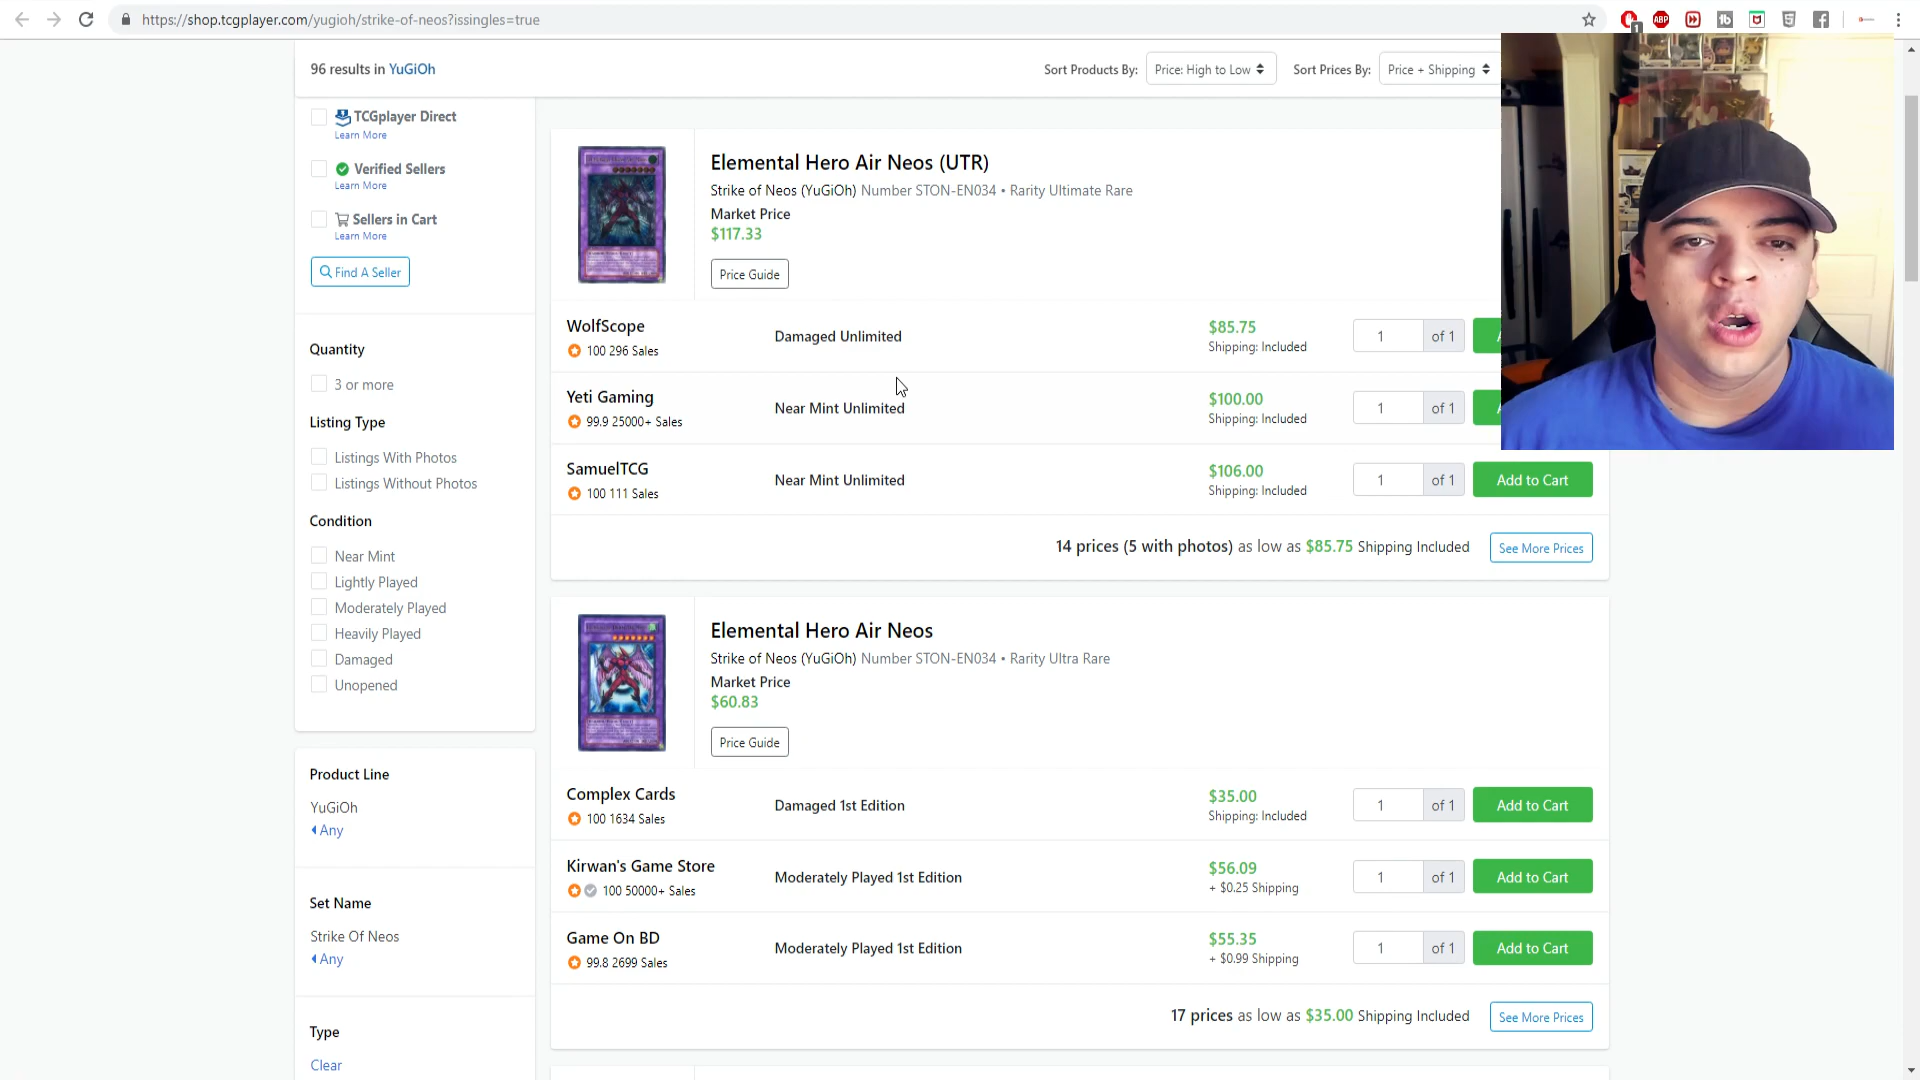 https://shop.tcgplayer.com/yugioh/strike-of-neos?issingles=true
ABP
1
96 results in YuGiOh
Sort Products By:
Price: High to Low
Sort Prices By:
Price + Shipping
TCGplayer Direct
Learn More
Verified Sellers
Learn More
Sellers in Cart
Learn More
Find A Seller
Quantity
3 or more
Listing Type
Listings With Photos
Listings Without Photos
Condition
Near Mint
Lightly Played
Moderately Played
Heavily Played
Damaged
Unopened
Product Line
YuGiOh
Any
Set Name
Strike Of Neos
Any
Type
Clear
Elemental Hero Air Neos (UTR)
Strike of Neos (YuGiOh) Number STON-EN034 • Rarity Ultimate Rare
Market Price
$117.33
Price Guide
WolfScope
100 296 Sales
Damaged Unlimited
$85.75
Shipping: Included
1 of 1
Yeti Gaming
99.9 25000+ Sales
Near Mint Unlimited
$100.00
Shipping: Included
1 of 1
SamuelTCG
100 111 Sales
Near Mint Unlimited
$106.00
Shipping: Included
1 of 1
Add to Cart
14 prices (5 with photos) as low as $85.75 Shipping Included
See More Prices
Elemental Hero Air Neos
Strike of Neos (YuGiOh) Number STON-EN034 • Rarity Ultra Rare
Market Price
$60.83
Price Guide
Complex Cards
100 1634 Sales
Damaged 1st Edition
$35.00
Shipping: Included
1 of 1
Add to Cart
Kirwan's Game Store
100 50000+ Sales
Moderately Played 1st Edition
$56.09
+ $0.25 Shipping
1 of 1
Add to Cart
Game On BD
99.8 2699 Sales
Moderately Played 1st Edition
$55.35
+ $0.99 Shipping
1 of 1
Add to Cart
17 prices as low as $35.00 Shipping Included
See More Prices